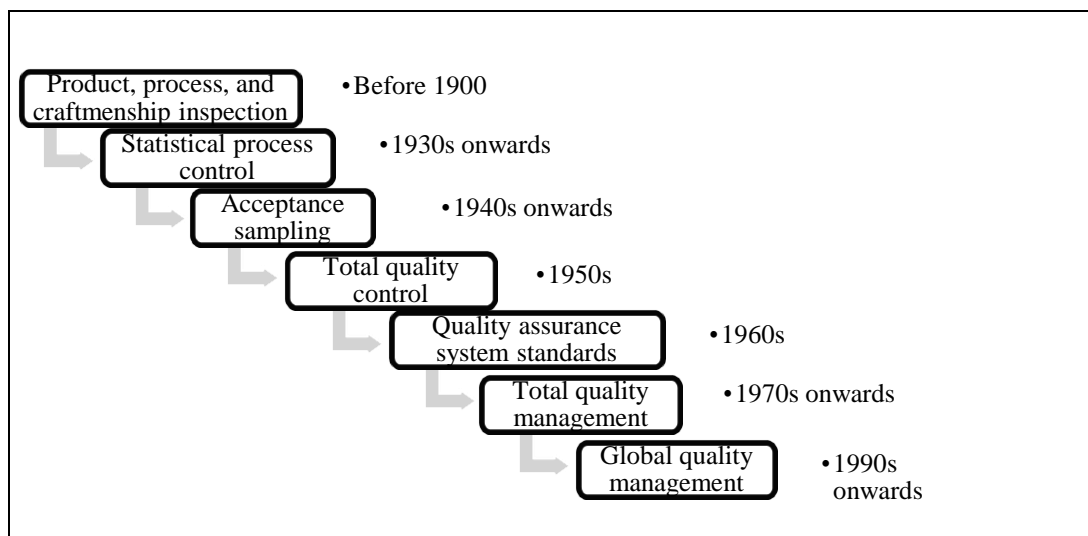 Product, process, and
craftmenship inspection
•Before 1900
Statistical process
control
•1930s onwards
Acceptance
sampling
•1940s onwards
Total quality
control
•1950s
Quality assurance
system standards
•1960s
Total quality
management
•1970s onwards
Global quality
management
•1990s
onwards